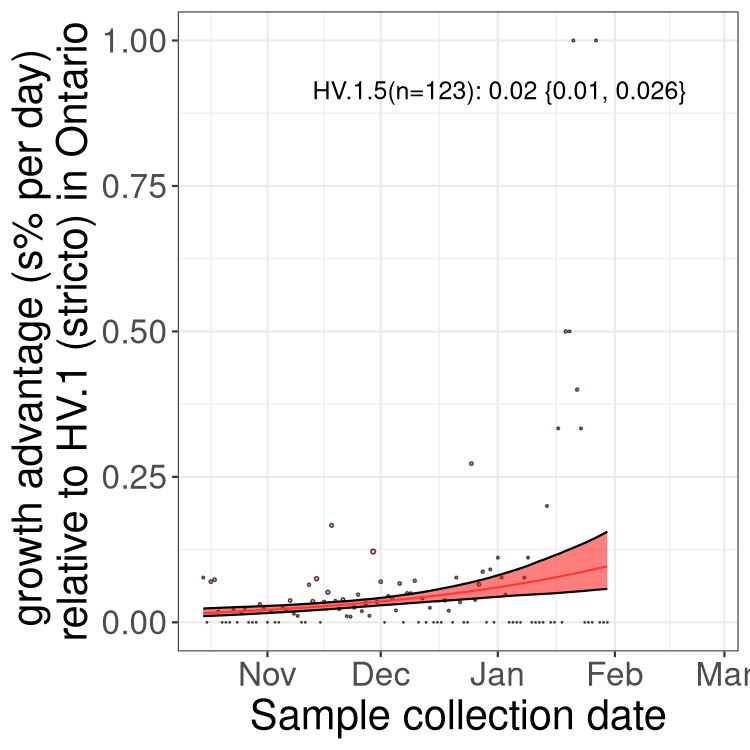 growth advantage (s% per day)
relative to HV.1 (stricto) in Ontario
1.00
0.75
0.50
0.25
0.00
HV.1.5(n=123): 0.02 {0.01, 0.026}
Nov Dec Jan Feb Mar
Sample collection date